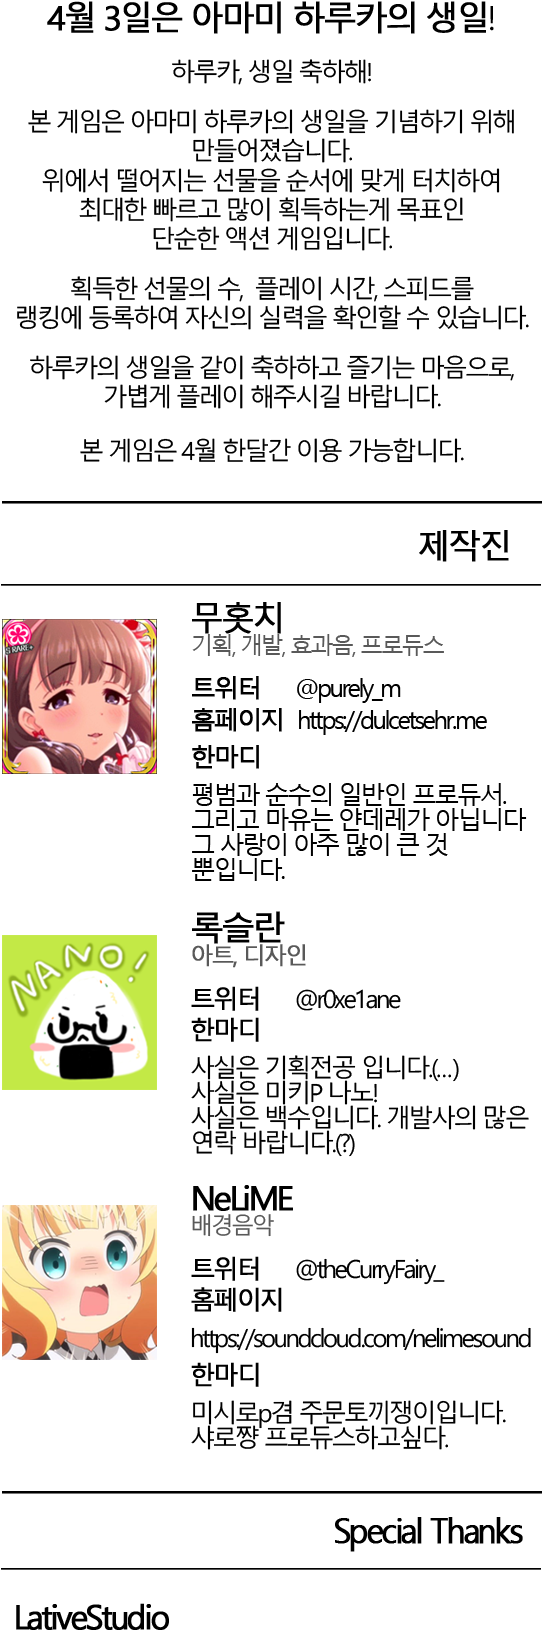 4월 3일은 아마미 하루카의 생일!
하루카, 생일 축하해!
본 게임은 아마미 하루카의 생일을 기념하기 위해
만들어졌습니다.
위에서 떨어지는 선물을 순서에 맞게 터치하여
최대한 빠르고 많이 획득하는게 목표인
단순한 액션 게임입니다.
획득한 선물의 수,  플레이 시간, 스피드를
랭킹에 등록하여 자신의 실력을 확인할 수 있습니다.
하루카의 생일을 같이 축하하고 즐기는 마음으로,
가볍게 플레이 해주시길 바랍니다.
본 게임은 4월 한달간 이용 가능합니다.
제작진
S RARE+
무훗치
기획, 개발, 효과음, 프로듀스
트위터 @purely_m
홈페이지 https://dulcetsehr.me
한마디
평범과 순수의 일반인 프로듀서.
그리고 마유는 얀데레가 아닙니다
그 사랑이 아주 많이 큰 것
뿐입니다.
NANO!
록슬란
아트, 디자인
트위터 @r0xe1ane
한마디
사실은 기획전공 입니다.(...)
사실은 미키P 나노!
사실은 백수입니다. 개발사의 많은
연락 바랍니다.(?)
NeLiME
배경음악
트위터 @theCurryFairy_
홈페이지
https://soundcloud.com/nelimesound
한마디
미시로p겸 주문토끼쟁이입니다.
샤로쨩 프로듀스하고싶다.
Special Thanks
LativeStudio